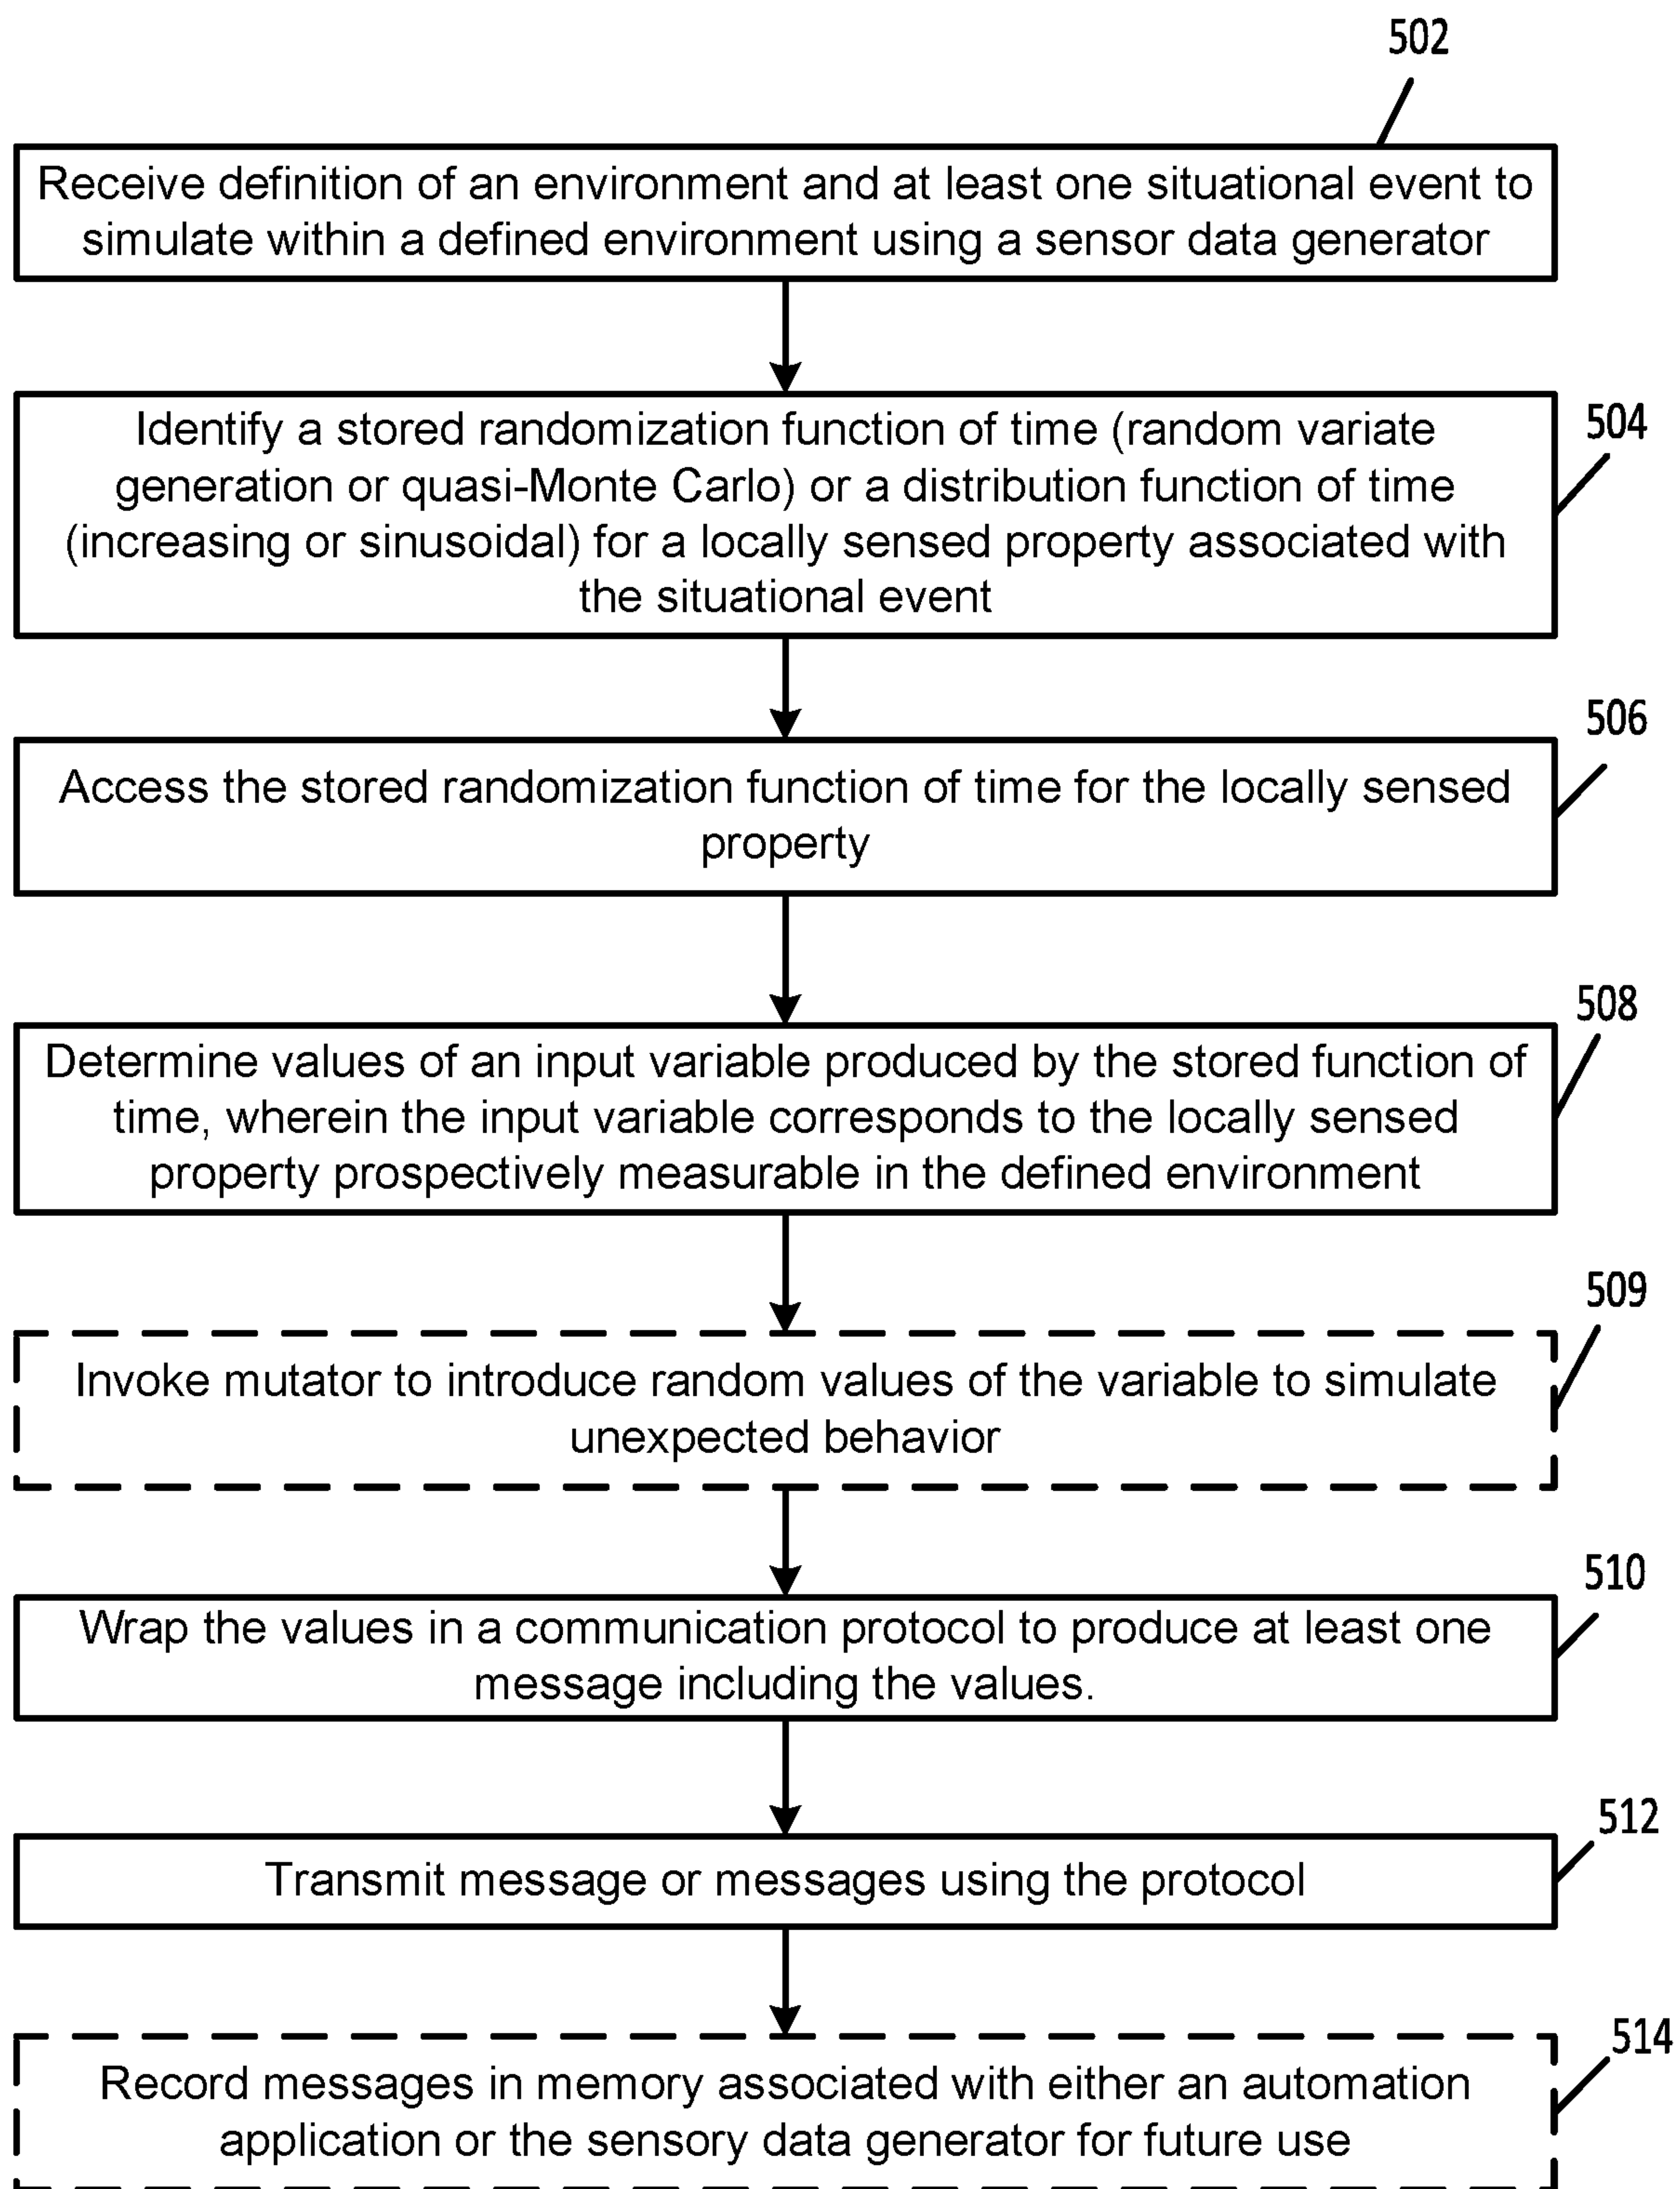 502
Receive definition of an environment and at least one situational event to
simulate within a defined environment using a sensor data generator
504
Identify a stored randomization function of time (random variate
generation or quasi-Monte Carlo) or a distribution function of time
(increasing or sinusoidal) for a locally sensed property associated with
the situational event
506
Access the stored randomization function of time for the locally sensed
property
508
Determine values of an input variable produced by the stored function of
time, wherein the input variable corresponds to the locally sensed
property prospectively measurable in the defined environment
509
Invoke mutator to introduce random values of the variable to simulate
unexpected behavior
510
Wrap the values in a communication protocol to produce at least one
message including the values.
512
Transmit message or messages using the protocol
514
Record messages in memory associated with either an automation
application or the sensory data generator for future use